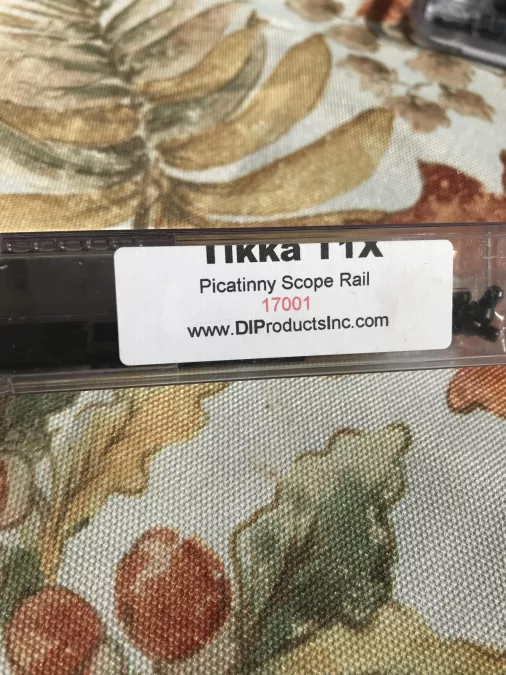 Tikka T1X
Picatinny Scope Rail
17001
www.DIProductsInc.com